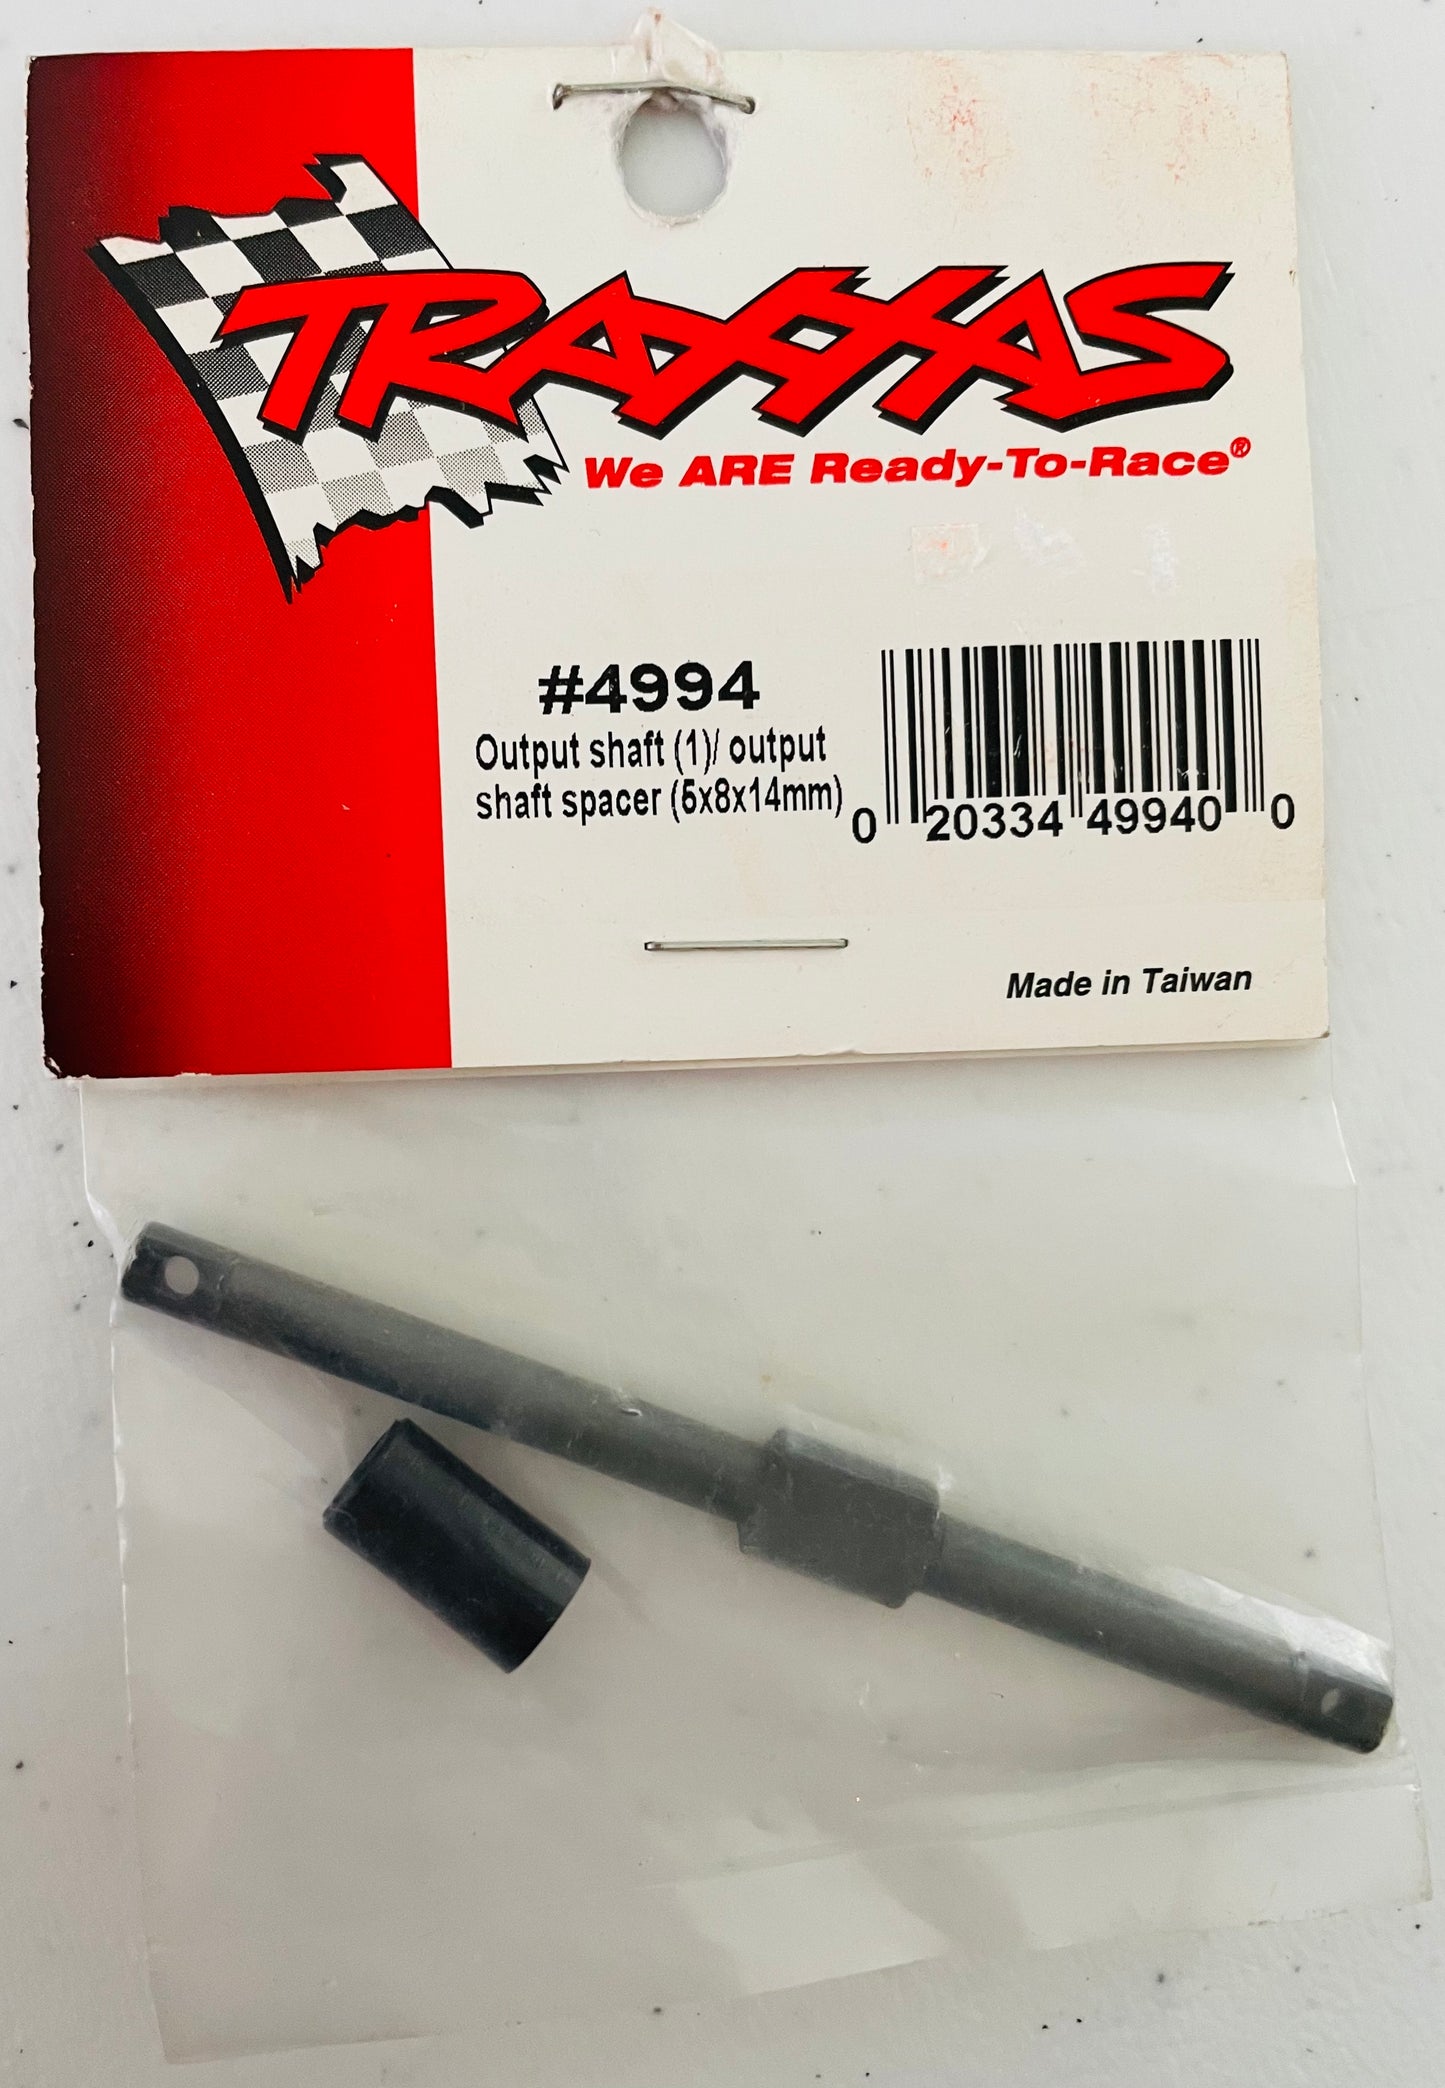 TRAXXAS
We ARE Ready-To-Race®
#4994
Output shaft (1)/ output
shaft spacer (5x8x14mm)
0 20334 49940 0
Made in Taiwan